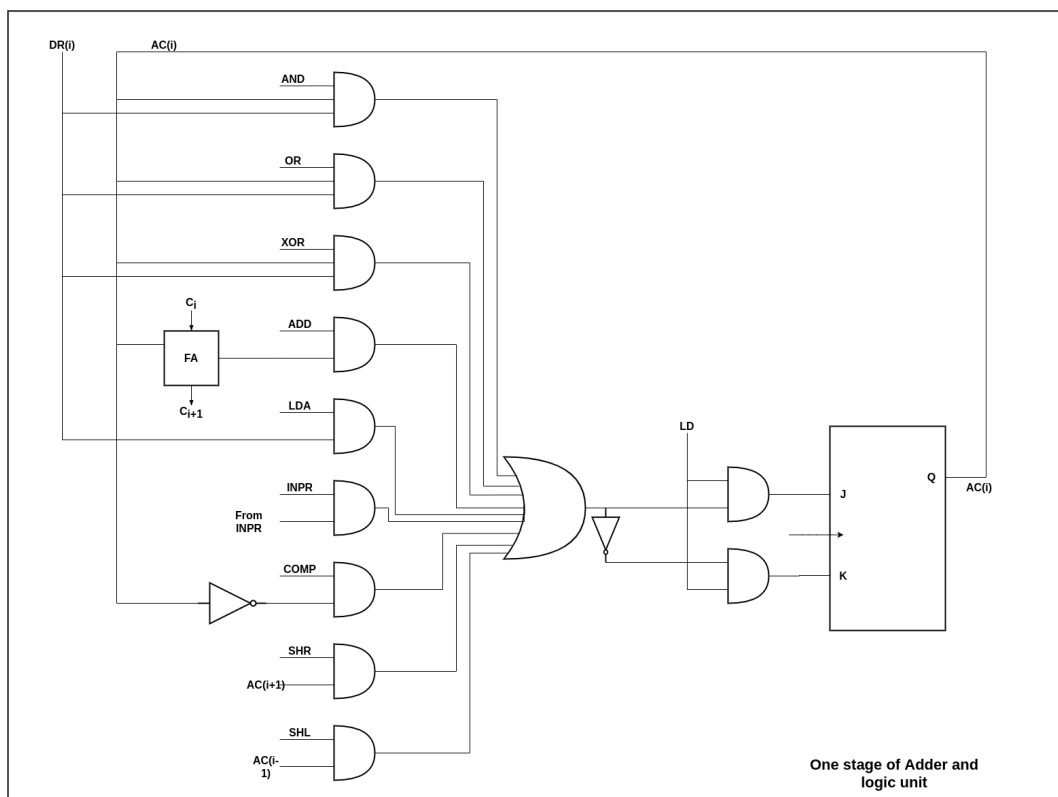 DR(i)
AC(i)
AND
OR
XOR
Ci
ADD
FA
Ci+1
LDA
LD
INPR
From
INPR
COMP
SHR
AC(i+1)
SHL
AC(i-
1)
J
K
Q
AC(i)
One stage of Adder and
logic unit